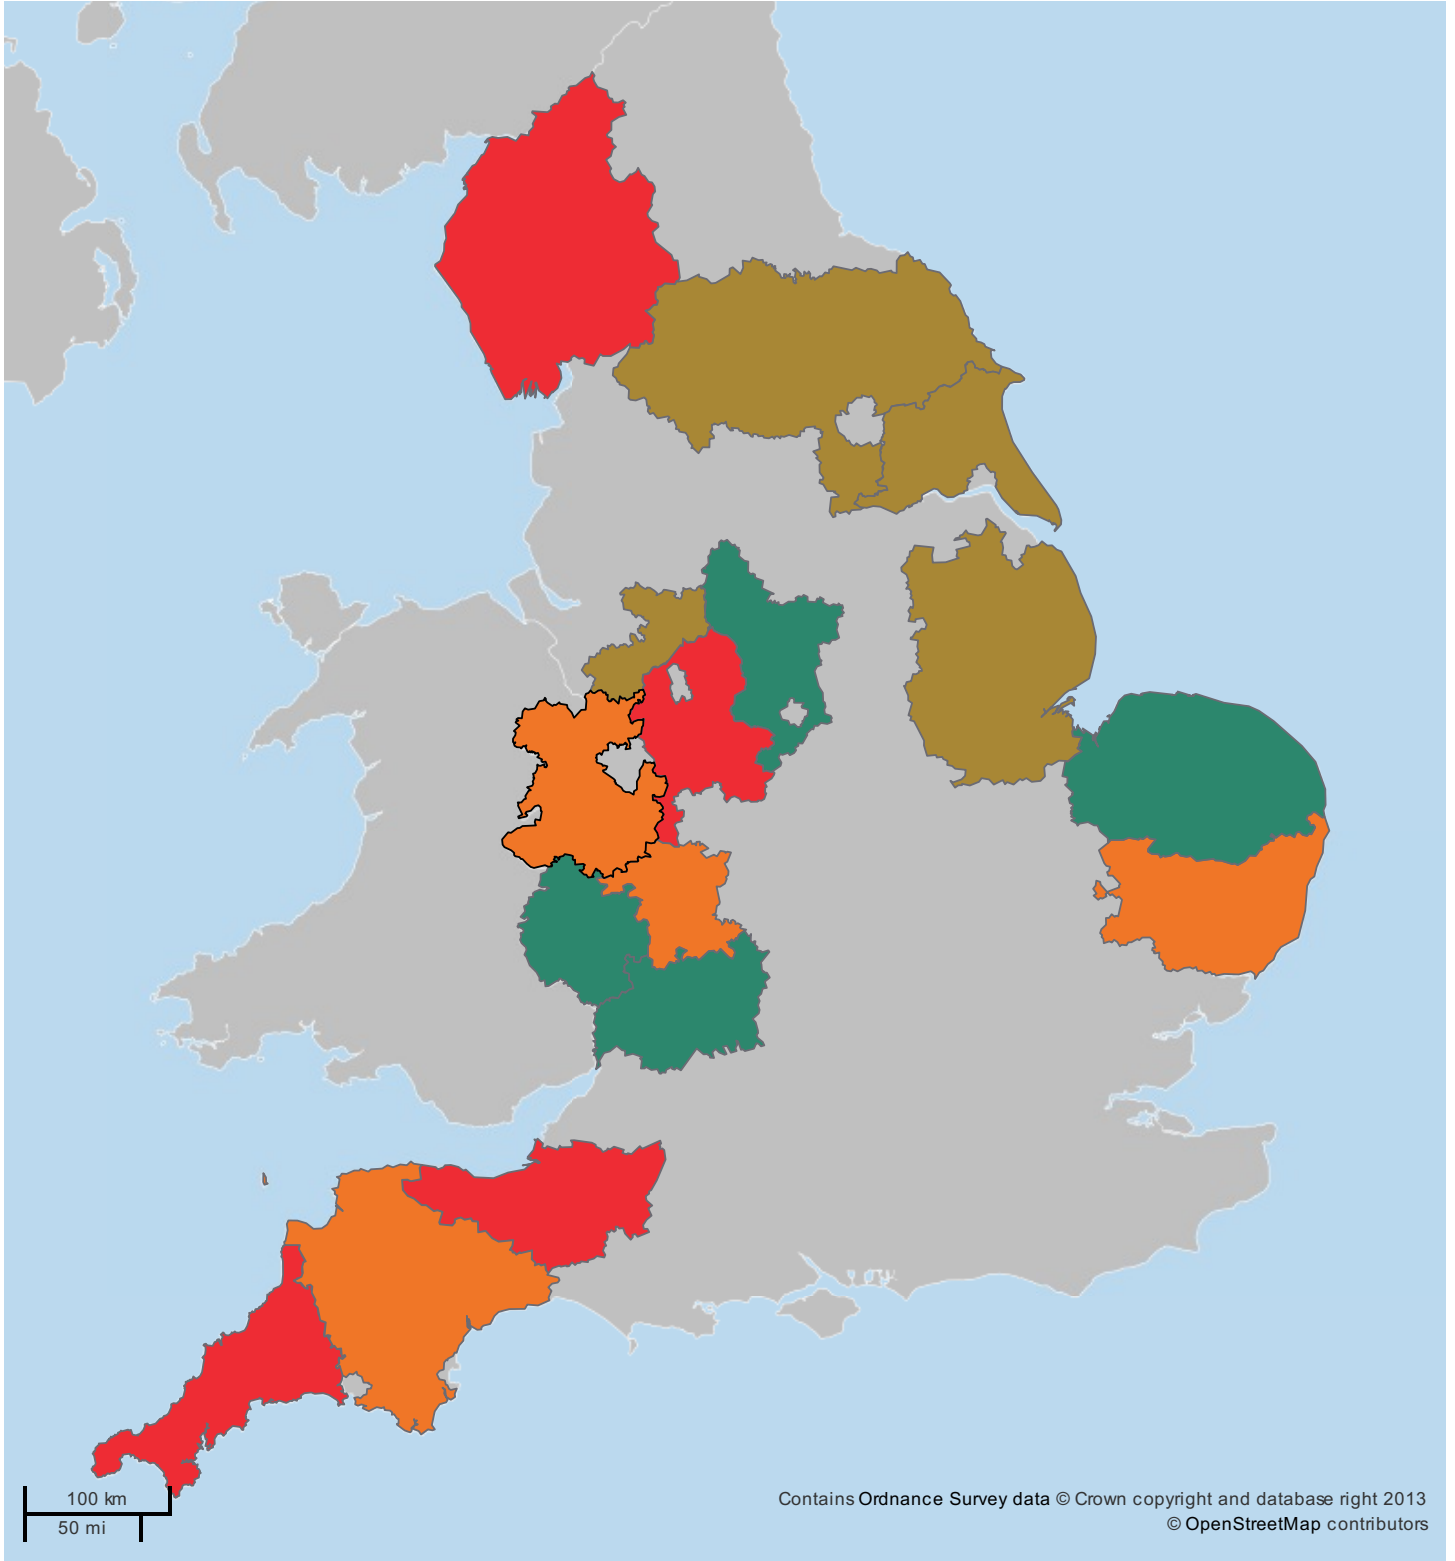 100 km
50 mi
Contains Ordnance Survey data © Crown copyright and database right 2013
© OpenStreetMap contributors